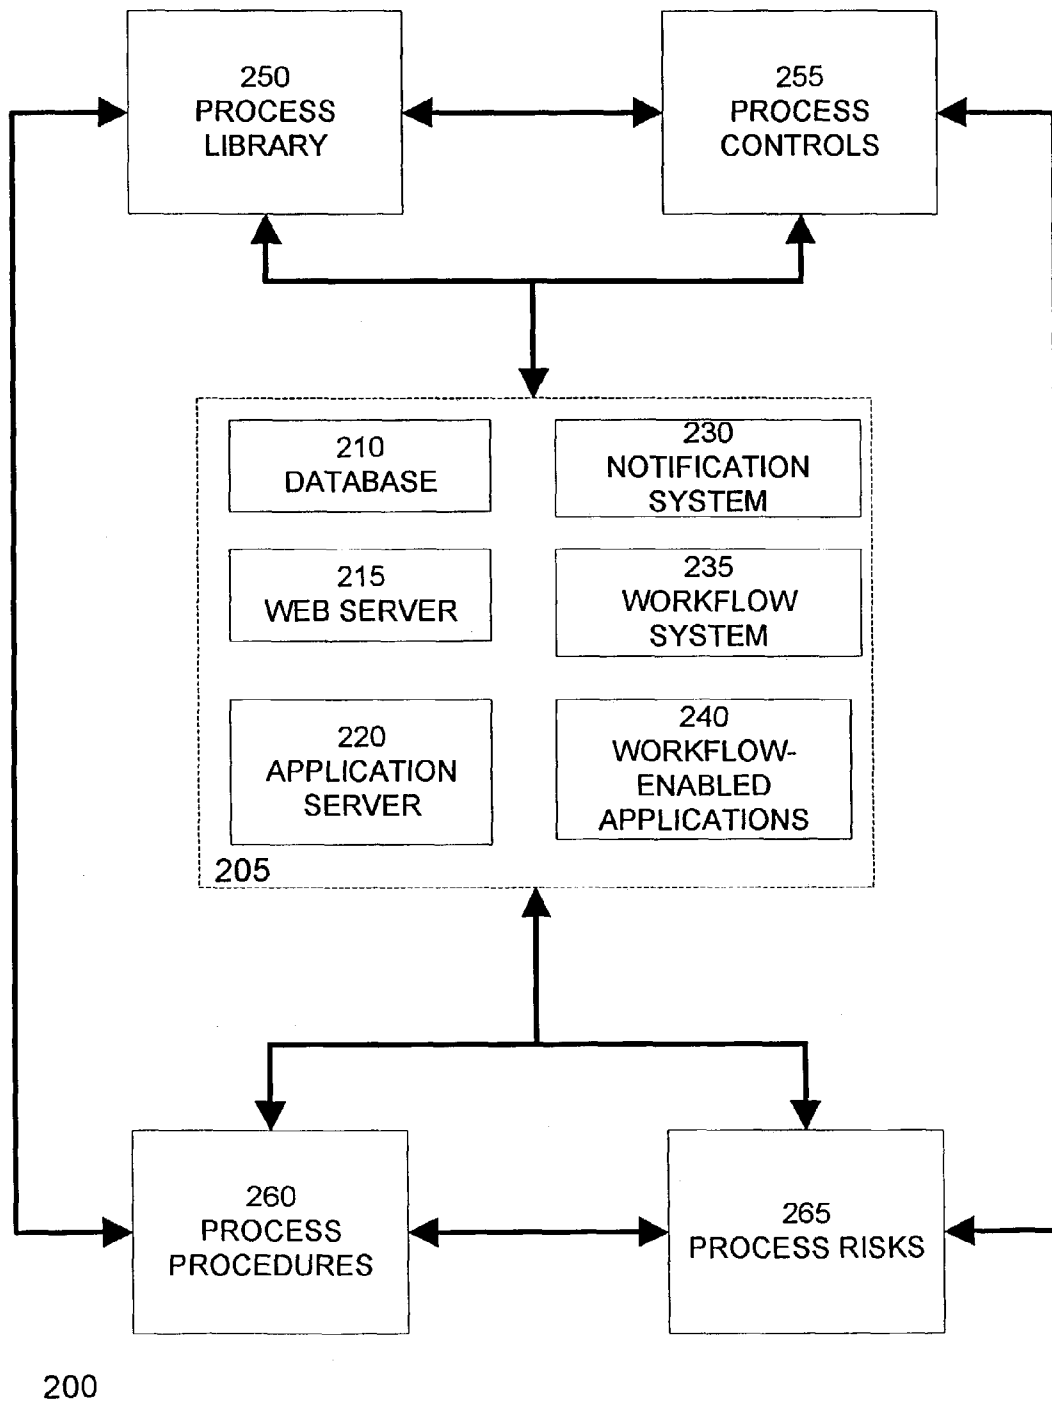 250
PROCESS
LIBRARY
255
PROCESS
CONTROLS
210
DATABASE
230
NOTIFICATION
SYSTEM
215
WEB SERVER
235
WORKFLOW
SYSTEM
220
APPLICATION
SERVER
240
WORKFLOW-
ENABLED
APPLICATIONS
205
260
PROCESS
PROCEDURES
265
PROCESS RISKS
200